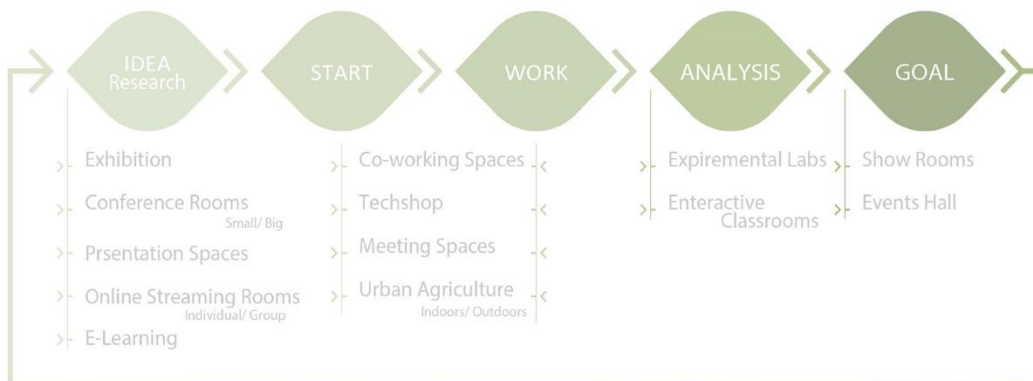 IDEA
Research
START
WORK
ANALYSIS
GOAL
Exhibition
Conference Rooms
Small/ Big
Prsentation Spaces
Online Streaming Rooms
Individual/ Group
E-Learning
Co-working Spaces
Techshop
Meeting Spaces
Urban Agriculture
Indoors/ Outdoors
Expiremental Labs
Enteractive
Classrooms
Show Rooms
Events Hall